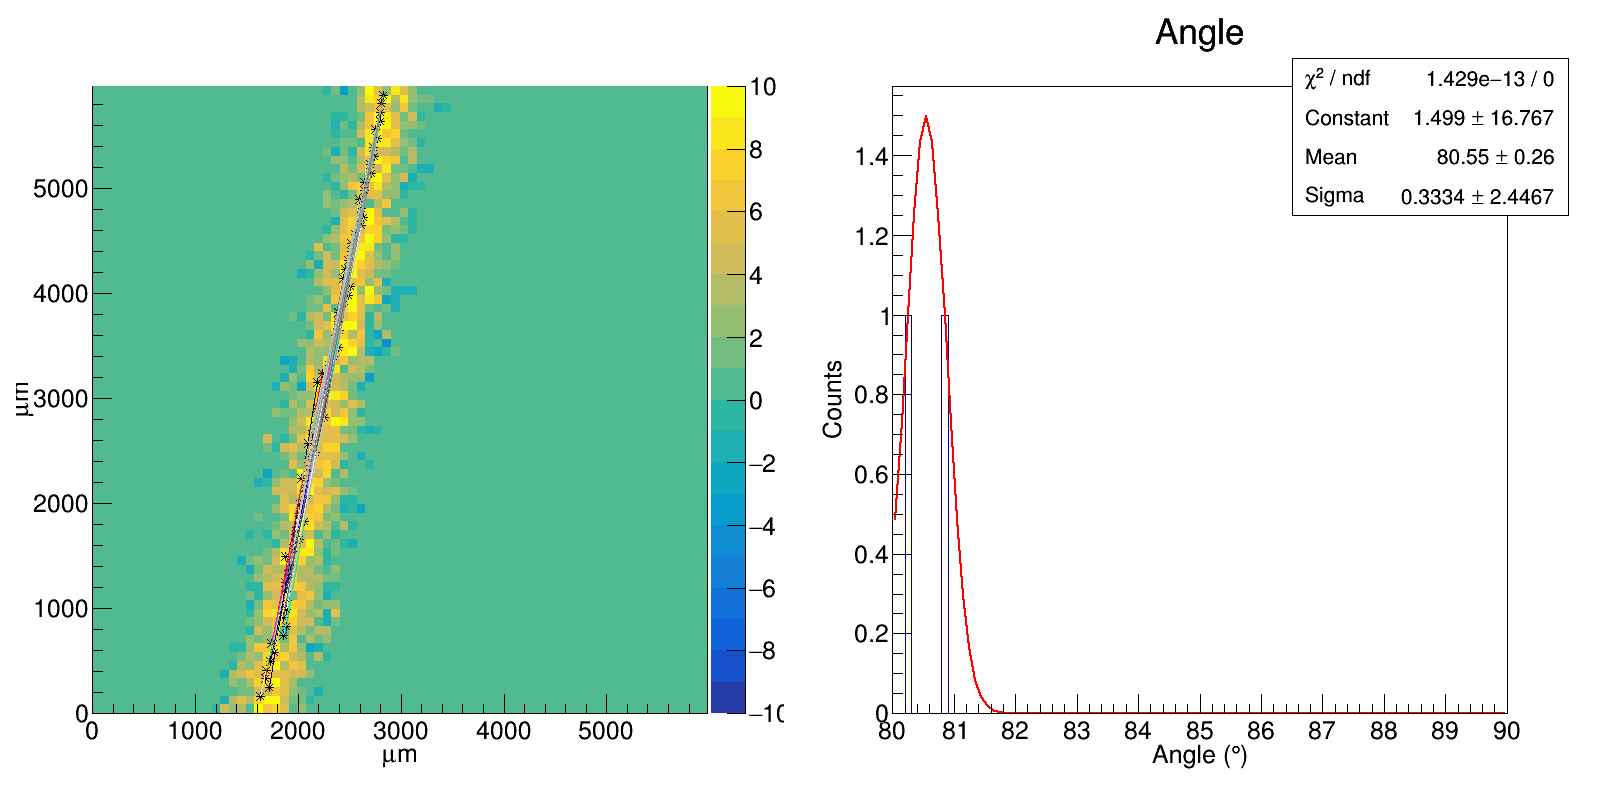 Angle
χ² / ndf 1.429e−13 / 0
Constant 1.499 ± 16.767
Mean 80.55 ± 0.26
Sigma 0.3334 ± 2.4467
μm
5000
4000
3000
2000
1000
0
0 1000 2000 3000 4000 5000
μm
10
8
6
4
2
0
−2
−4
−6
−8
−10
Counts
1.4
1.2
1
0.8
0.6
0.4
0.2
0
80 81 82 83 84 85 86 87 88 89 90
Angle (°)